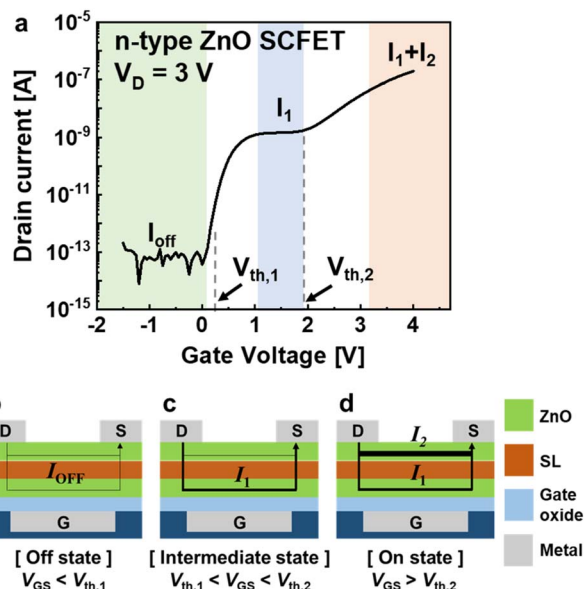 a
n-type ZnO SCFET
V_D = 3 V
I_off
I_1
I_1+I_2
V_th,1
V_th,2
Drain current [A]
10^-5
10^-7
10^-9
10^-11
10^-13
10^-15
-2 -1 0 1 2 3 4
Gate Voltage [V]
D S
I_OFF
G
[ Off state ]
V_GS < V_th,1
c
D S
I_1
G
[ Intermediate state ]
V_th,1 < V_GS < V_th,2
d
D I_2 S
I_1
G
[ On state ]
V_GS > V_th,2
ZnO
SL
Gate
oxide
Metal